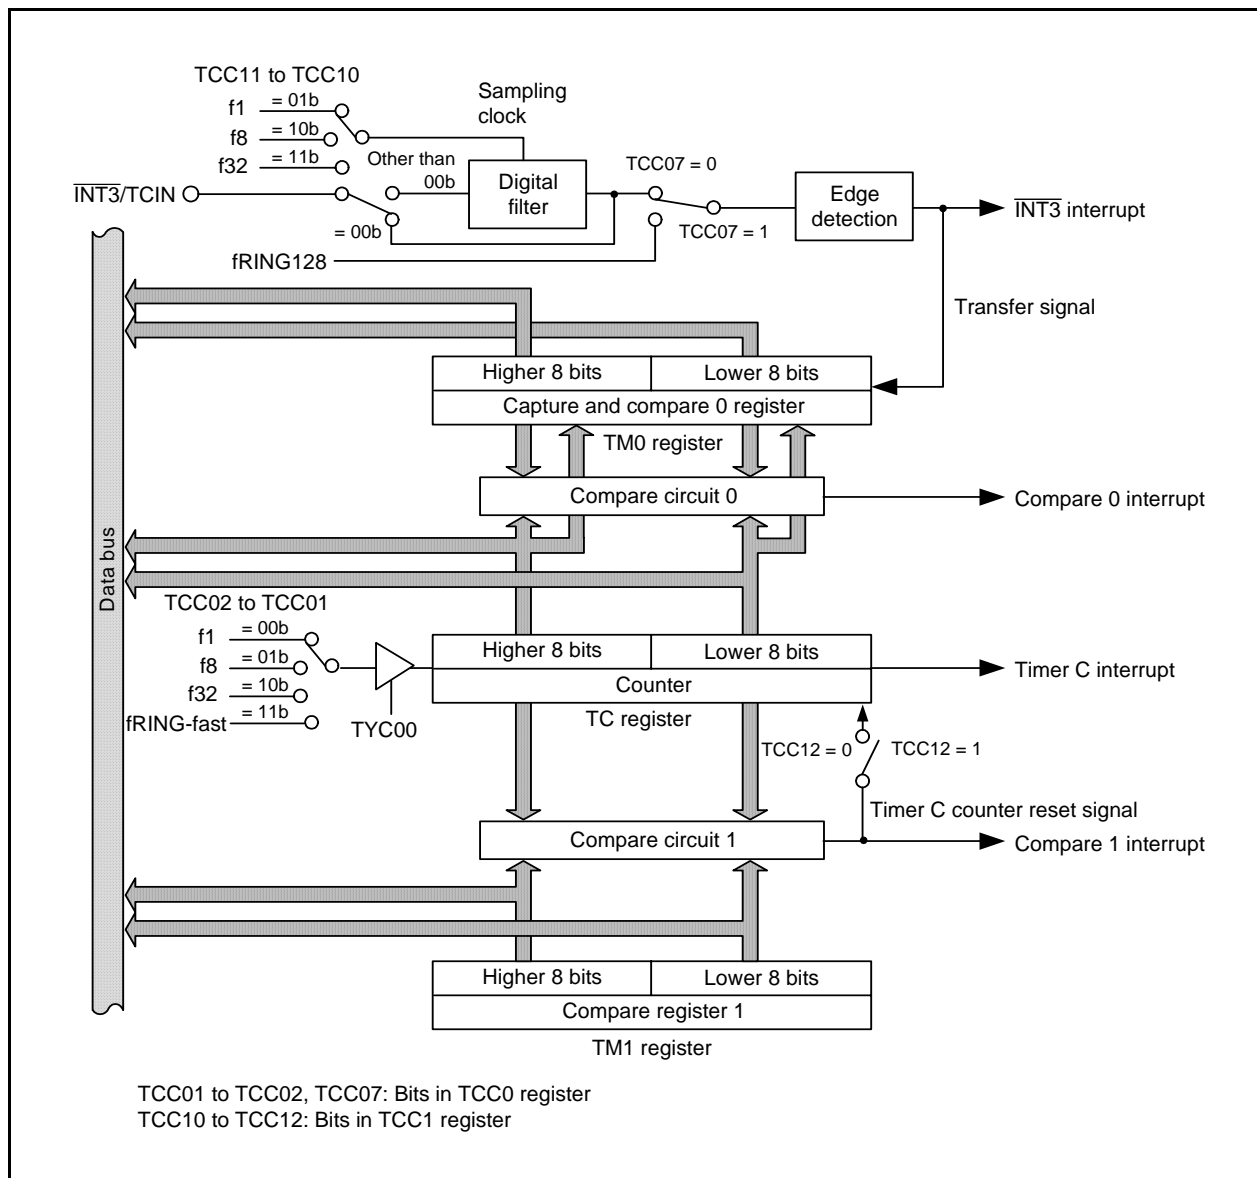 TCC11 to TCC10
f1
= 01b
f8
= 10b
f32
= 11b
Sampling
clock
Other than
00b
= 00b
INT3/TCIN
Digital
filter
TCC07 = 0
TCC07 = 1
fRING128
Edge
detection
INT3 interrupt
Transfer signal
Higher 8 bits
Lower 8 bits
Capture and compare 0 register
TM0 register
Compare circuit 0
Compare 0 interrupt
Data bus
TCC02 to TCC01
f1
= 00b
f8
= 01b
f32
= 10b
fRING-fast
= 11b
TYC00
Higher 8 bits
Lower 8 bits
Counter
TC register
Timer C interrupt
TCC12 = 0
TCC12 = 1
Timer C counter reset signal
Compare circuit 1
Compare 1 interrupt
Higher 8 bits
Lower 8 bits
Compare register 1
TM1 register
TCC01 to TCC02, TCC07: Bits in TCC0 register
TCC10 to TCC12: Bits in TCC1 register